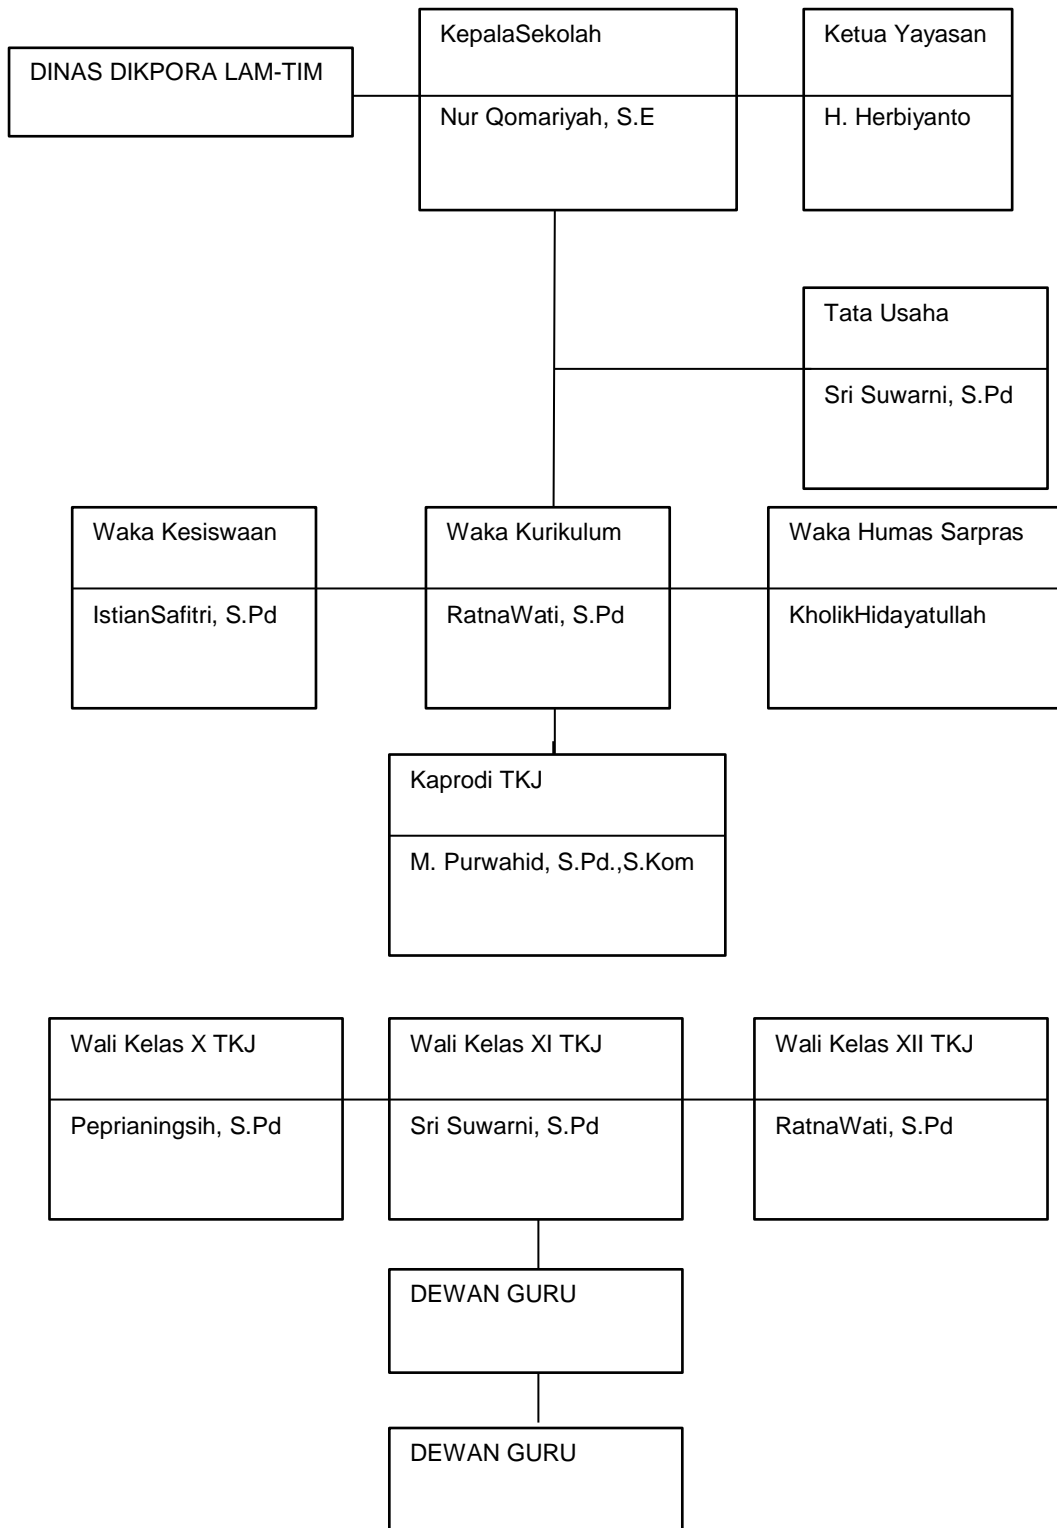 KepalaSekolah
Ketua Yayasan
DINAS DIKPORA LAM-TIM
Nur Qomariyah, S.E
H. Herbiyanto
Tata Usaha
Sri Suwarni, S.Pd
Waka Kesiswaan
Waka Kurikulum
Waka Humas Sarpras
IstianSafitri, S.Pd
RatnaWati, S.Pd
KholikHidayatullah
Kaprodi TKJ
M. Purwahid, S.Pd.,S.Kom
Wali Kelas X TKJ
Wali Kelas XI TKJ
Wali Kelas XII TKJ
Peprianingsih, S.Pd
Sri Suwarni, S.Pd
RatnaWati, S.Pd
DEWAN GURU
DEWAN GURU